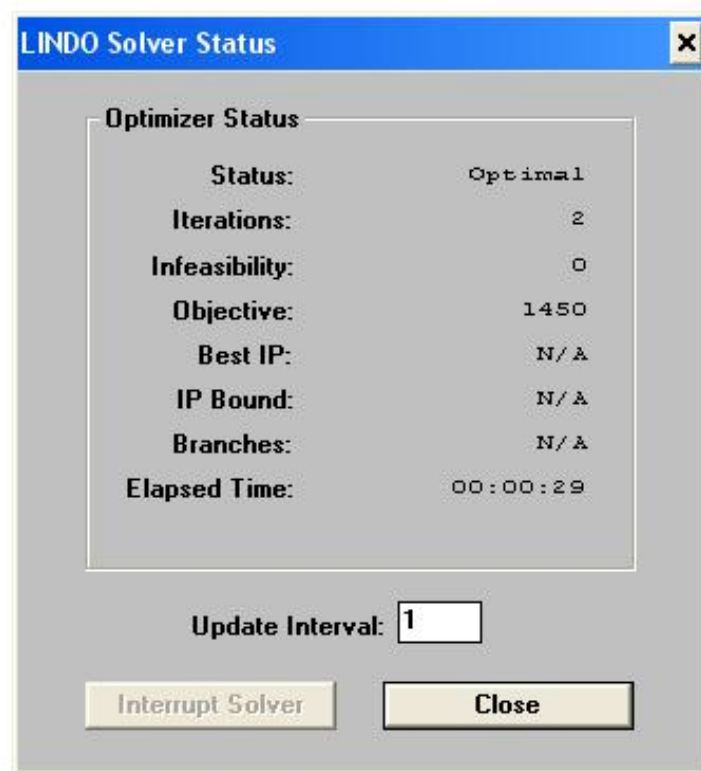 LINDO Solver Status
Optimizer Status
Status: Optimal
Iterations: 2
Infeasibility: 0
Objective: 1450
Best IP: N/A
IP Bound: N/A
Branches: N/A
Elapsed Time: 00:00:29
Update Interval: 1
Interrupt Solver Close